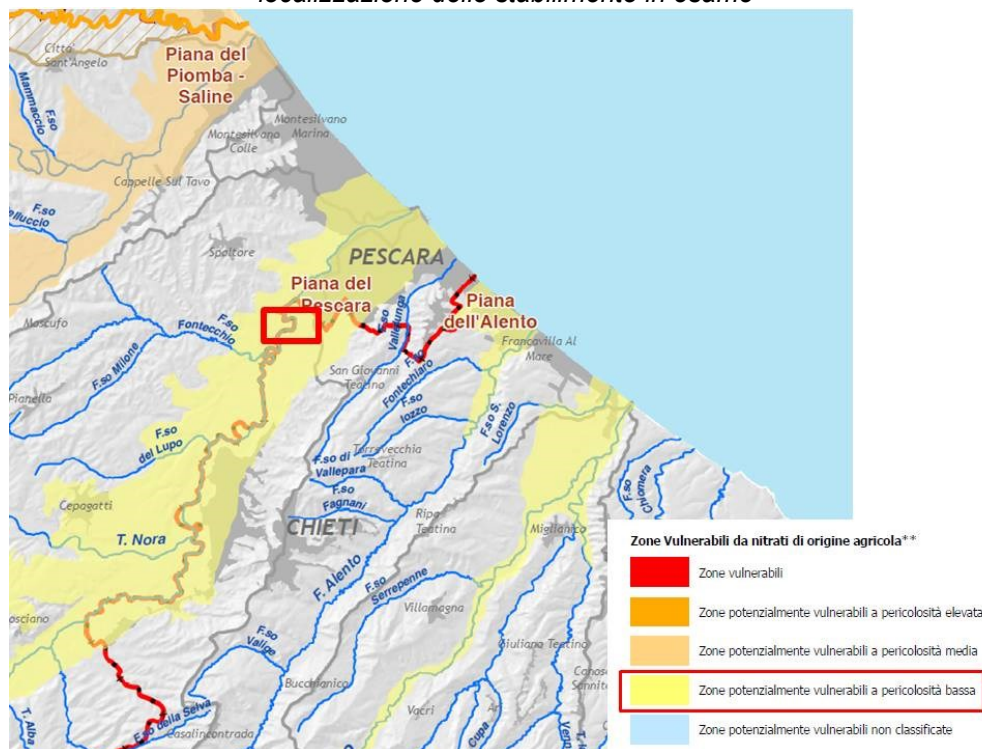 localizzazione dello stabilimento in esame
Città
Sant'Angelo
Piana del
Piomba -
Saline
F.so
Mammaccio
Montesilvano
Marina
Montesilvano
Colle
Cappelle Sul Tavo
Spoltore
PESCARA
Piana del
Pescara
Piana
dell'Alento
F.so
Vallelunga
Moscufo
F.so
Fontecchio
F.so Milone
Pianella
Francavilla Al
Mare
San Giovanni
Teatino
F.so
Fontechiaro
F.so
Iozzo
F.so S.
Lorenzo
F.so
del Lupo
Torrevecchia
Teatina
F.so di
Vallepara
F.so
Fagnani
F.so
Chiomera
Cepagatti
CHIETI
Ripa
Teatina
Miglianico
T. Nora
F. Alento
F.so
Serrepenne
Villamagna
F.so
Valige
Giuliano Teatino
Bucchianico
Vacri
F.so della Selva
Casalincontrada
T. Alba
Cupa
Zone Vulnerabili da nitrati di origine agricola**
Zone vulnerabili
Zone potenzialmente vulnerabili a pericolosità elevata
Zone potenzialmente vulnerabili a pericolosità media
Zone potenzialmente vulnerabili a pericolosità bassa
Zone potenzialmente vulnerabili non classificate